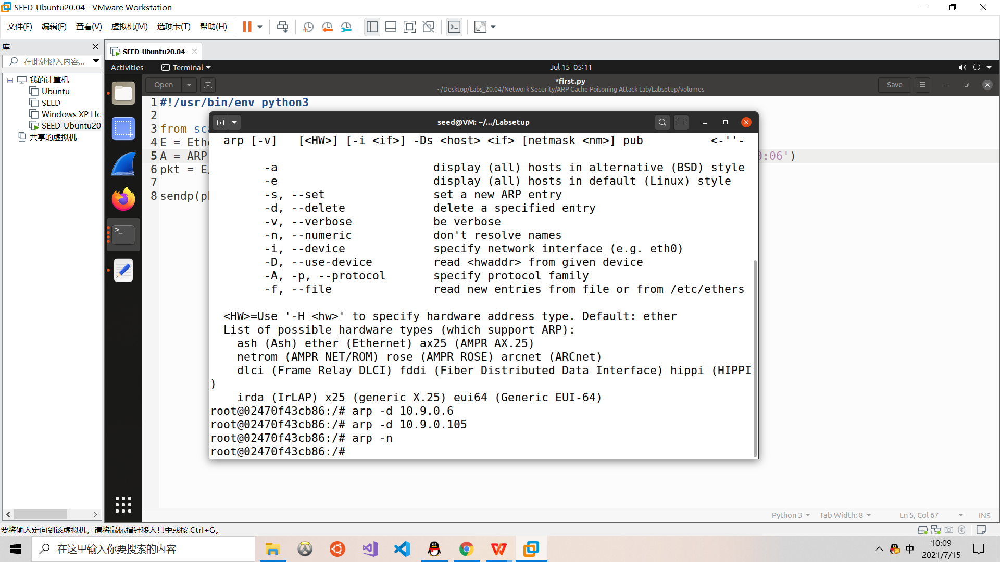 SEED-Ubuntu20.04 - VMware Workstation
文件(F) 编辑(E) 查看(V) 虚拟机(M) 选项卡(T) 帮助(H)
库
在此处键入内容...
我的计算机
Ubuntu
SEED
Windows XP Ho
SEED-Ubuntu20
共享的虚拟机
SEED-Ubuntu20.04
Activities Terminal Jul 15 05:11
Open *first.py Save
~/Desktop/Labs_20.04/Network Security/ARP Cache Poisoning Attack Lab/Labsetup/volumes
1 #!/usr/bin/env python3
2
3 from sc
4 E = Ethe
5 A = ARP 0:06')
6 pkt = E
7
8 sendp(p
seed@VM: ~/.../Labsetup
arp [-v] [<HW>] [-i <if>] -Ds <host> <if> [netmask <nm>] pub <-''-
-a display (all) hosts in alternative (BSD) style
-e display (all) hosts in default (Linux) style
-s, --set set a new ARP entry
-d, --delete delete a specified entry
-v, --verbose be verbose
-n, --numeric don't resolve names
-i, --device specify network interface (e.g. eth0)
-D, --use-device read <hwaddr> from given device
-A, -p, --protocol specify protocol family
-f, --file read new entries from file or from /etc/ethers
<HW>=Use '-H <hw>' to specify hardware address type. Default: ether
List of possible hardware types (which support ARP):
ash (Ash) ether (Ethernet) ax25 (AMPR AX.25)
netrom (AMPR NET/ROM) rose (AMPR ROSE) arcnet (ARCnet)
dlci (Frame Relay DLCI) fddi (Fiber Distributed Data Interface) hippi (HIPPI
)
irda (IrLAP) x25 (generic X.25) eui64 (Generic EUI-64)
root@02470f43cb86:/# arp -d 10.9.0.6
root@02470f43cb86:/# arp -d 10.9.0.105
root@02470f43cb86:/# arp -n
root@02470f43cb86:/#
Python 3 Tab Width: 8 Ln 5, Col 67 INS
要将输入定向到该虚拟机，请将鼠标指针移入其中或按 Ctrl+G。
在这里输入你要搜索的内容
中
10:09
2021/7/15